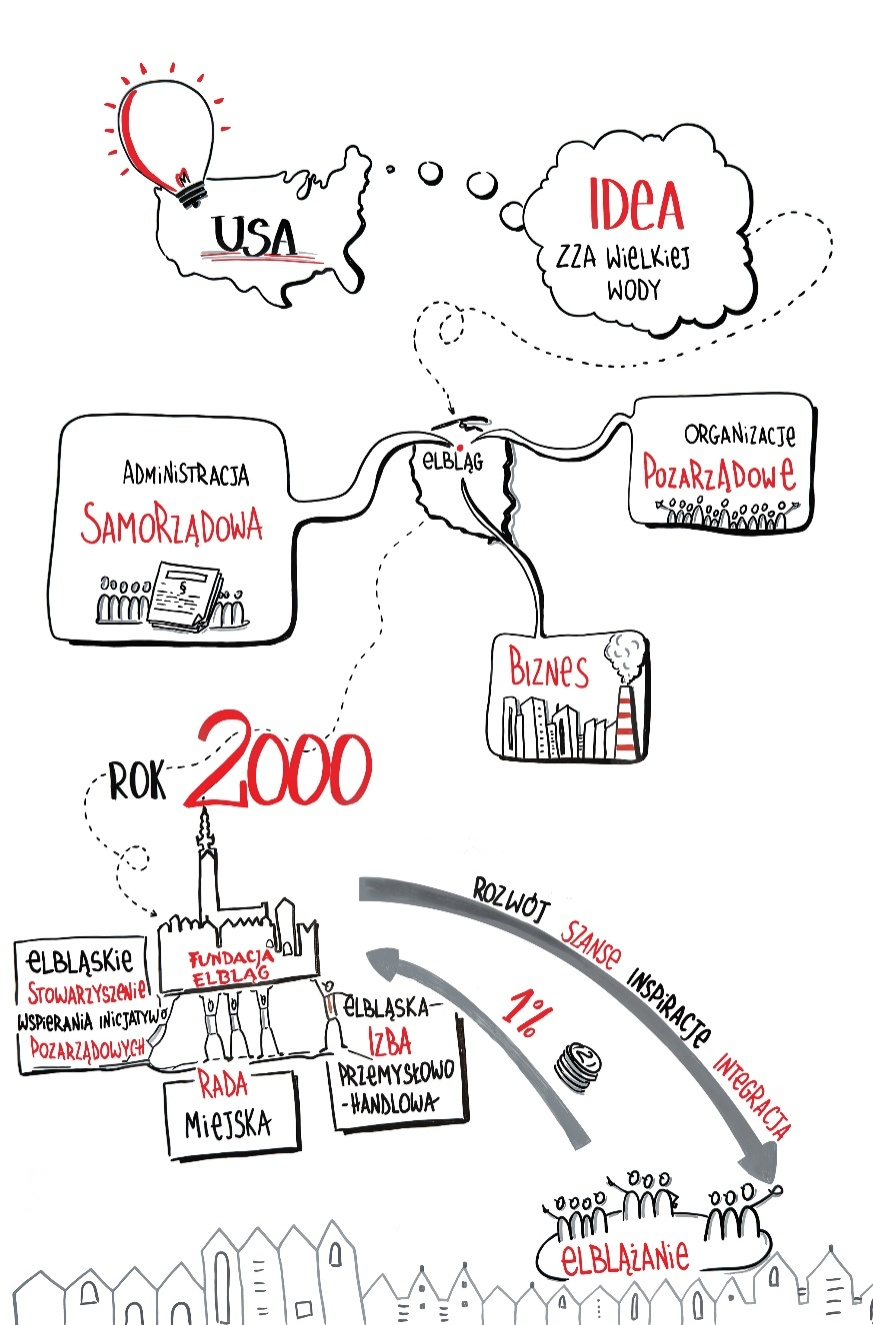 USA
IDEA
ZZA WIELKIEJ
WODY
ELBLĄG
ADMINISTRACJA
SAMORZĄDOWA
§
ORGANIZACJE
POZARZĄDOWE
BIZNES
ROK 2000
FUNDACJA
ELBLĄG
ELBLĄSKIE
STOWARZYSZENIE
WSPIERANIA INICJATYW
POZARZĄDOWYCH
RADA
MIEJSKA
ELBLĄSKA
IZBA
PRZEMYSŁOWO
-HANDLOWA
ROZWÓJ SZANSE INSPIRACJE INTEGRACJA
1%
2
ELBLĄŻANIE